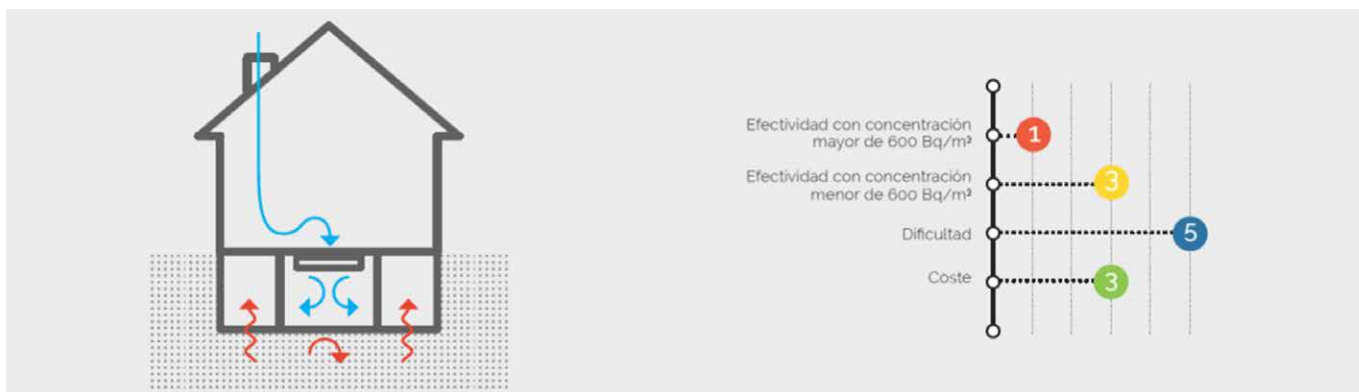 Efectividad con concentración
mayor de 600 Bq/m³
1
Efectividad con concentración
menor de 600 Bq/m³
3
Dificultad
5
Coste
3